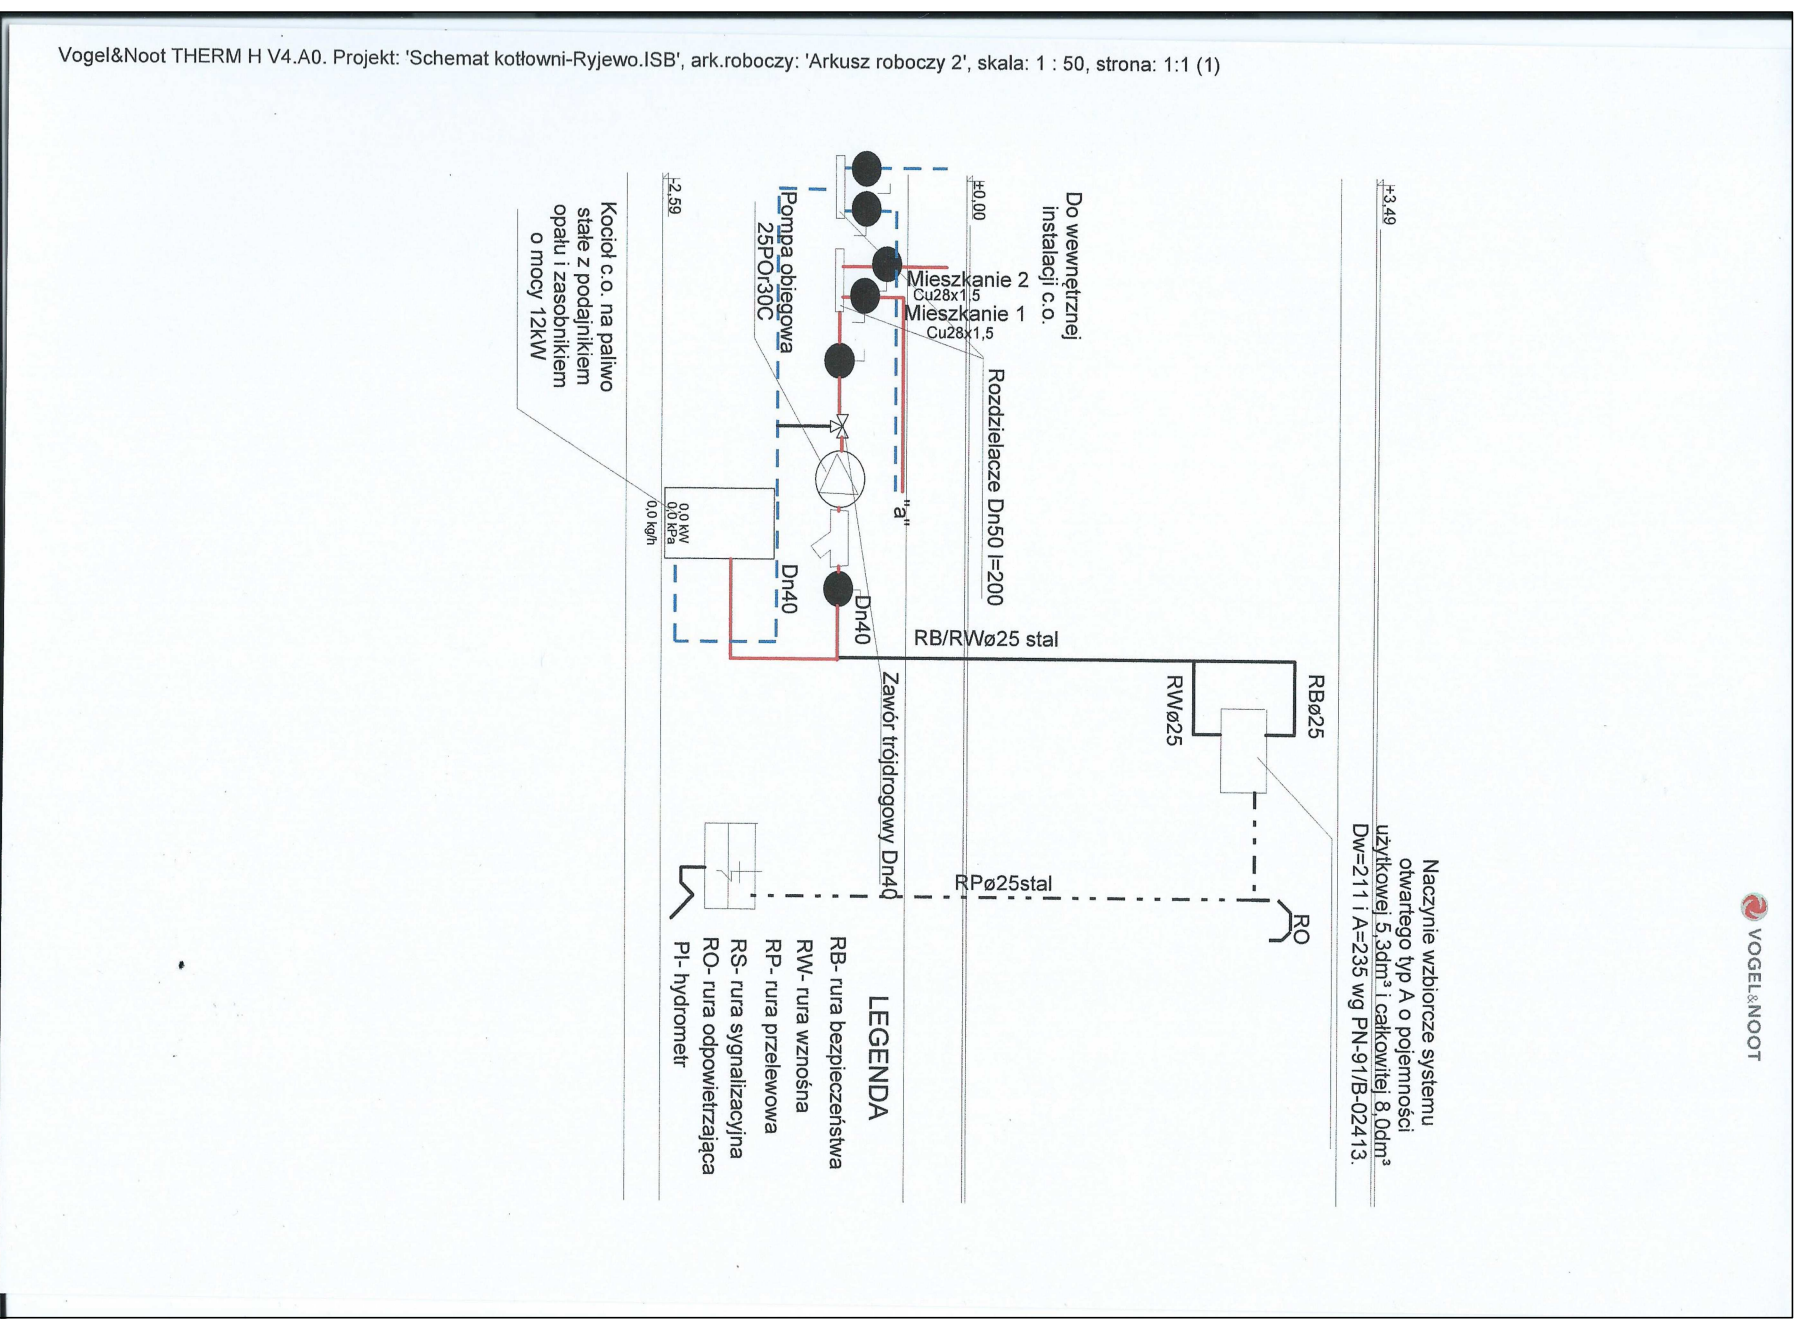 Vogel&Noot THERM H V4.A0. Projekt: 'Schemat kotłowni-Ryjewo.ISB', ark.roboczy: 'Arkusz roboczy 2', skala: 1 : 50, strona: 1:1 (1)
VOGEL&NOOT
Naczynie wzbiorcze systemu
otwartego typ A o pojemności
użytkowej 5,3dm³ i całkowitej 8,0dm³
Dw=211 i A=235 wg PN-91/B-02413.
+3,49
RBø25
RO
RWø25
Do wewnętrznej
instalacji c.o.
Mieszkanie 2
Cu28x1,5
Mieszkanie 1
Cu28x1,5
±0,00
Rozdzielacze Dn50 l=200
RB/RWø25 stal
RPø25stal
"a"
Zawór trójdrogowy Dn40
Dn40
Dn40
Pompa obiegowa
25POr30C
-2,59
0,0 kW
0,0 kPa
0,0 kg/h
Kocioł c.o. na paliwo
stałe z podajnikiem
opału i zasobnikiem
o mocy 12kW
LEGENDA
RB- rura bezpieczeństwa
RW- rura wznośna
RP- rura przelewowa
RS- rura sygnalizacyjna
RO- rura odpowietrzająca
PI- hydrometr